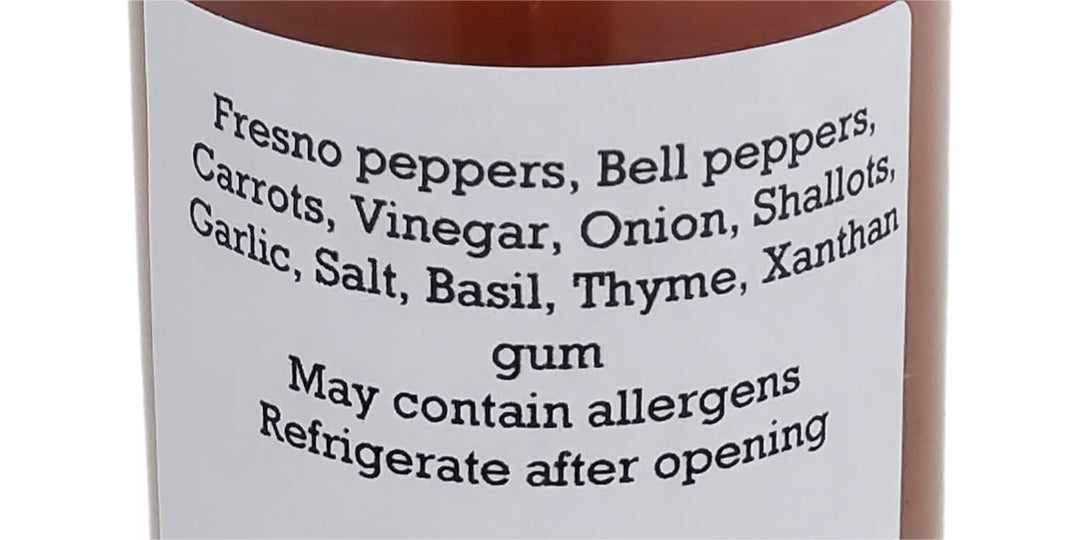 Fresno peppers, Bell peppers,
Carrots, Vinegar, Onion, Shallots,
Garlic, Salt, Basil, Thyme, Xanthan
gum
May contain allergens
Refrigerate after opening